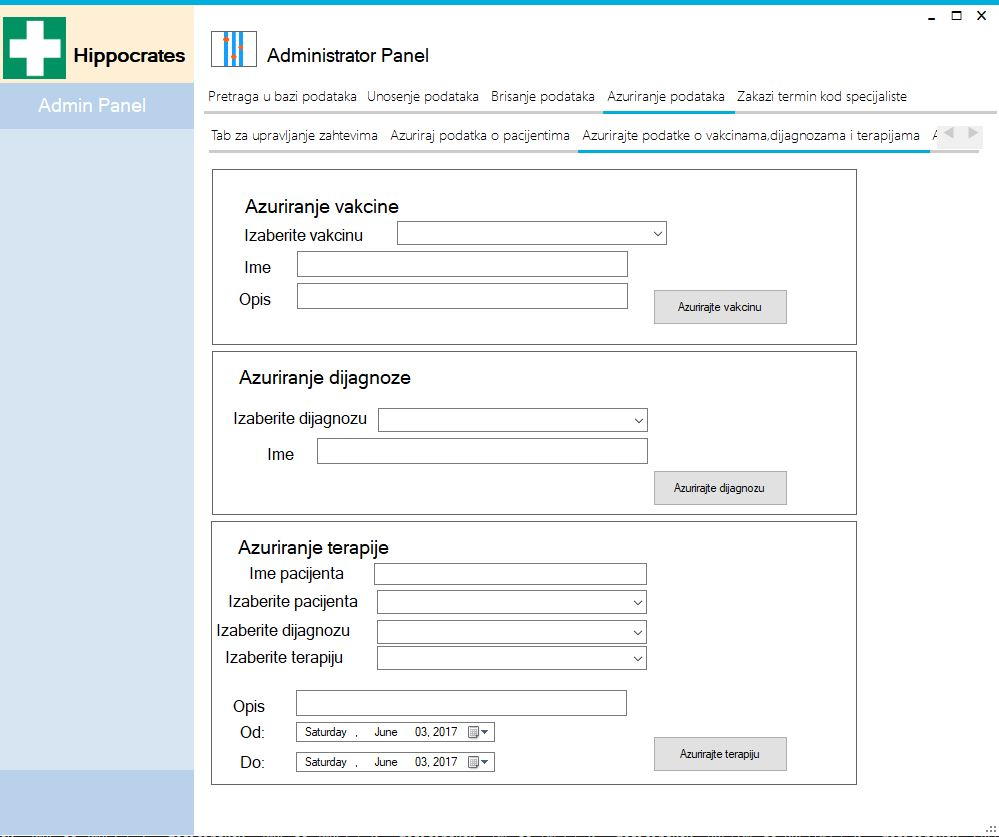 Hippocrates
Administrator Panel
Admin Panel
Pretraga u bazi podataka Unosenje podataka Brisanje podataka Azuriranje podataka Zakazi termin kod specijaliste
Tab za upravljanje zahtevima Azuriraj podatka o pacijentima Azurirajte podatke o vakcinama,dijagnozama i terapijama
Azuriranje vakcine
Izaberite vakcinu
Ime
Opis
Azurirajte vakcinu
Azuriranje dijagnoze
Izaberite dijagnozu
Ime
Azurirajte dijagnozu
Azuriranje terapije
Ime pacijenta
Izaberite pacijenta
Izaberite dijagnozu
Izaberite terapiju
Opis
Od: Saturday , June 03, 2017
Do: Saturday , June 03, 2017
Azurirajte terapiju